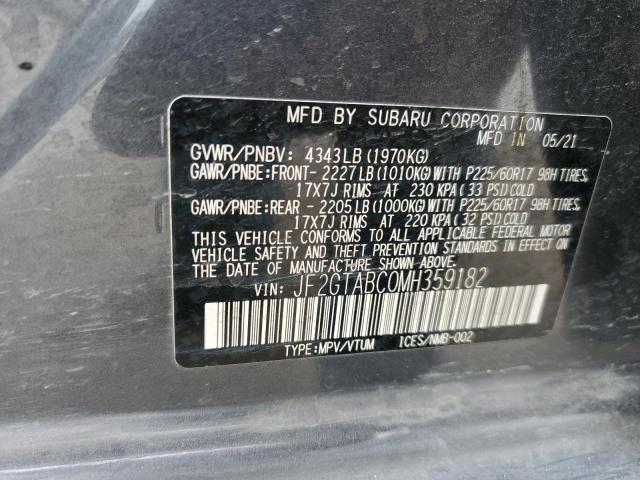 MFD BY SUBARU CORPORATION
MFD IN 05/21
GVWR/PNBV: 4343LB (1970KG)
GAWR/PNBE:FRONT- 2227LB (1010KG) WITH P225/60R17 98H TIRES,
17X7J RIMS AT 230 KPA (33 PSI) COLD
GAWR/PNBE:REAR - 2205LB (1000KG) WITH P225/60R17 98H TIRES,
17X7J RIMS AT 220 KPA (32 PSI) COLD
THIS VEHICLE CONFORMS TO ALL APPLICABLE FEDERAL MOTOR
VEHICLE SAFETY AND THEFT PREVENTION STANDARDS IN EFFECT ON
THE DATE OF MANUFACTURE SHOWN ABOVE.
VIN: JF2GTABC0MH359182
TYPE:MPV/VTUM ICES/NMB-002